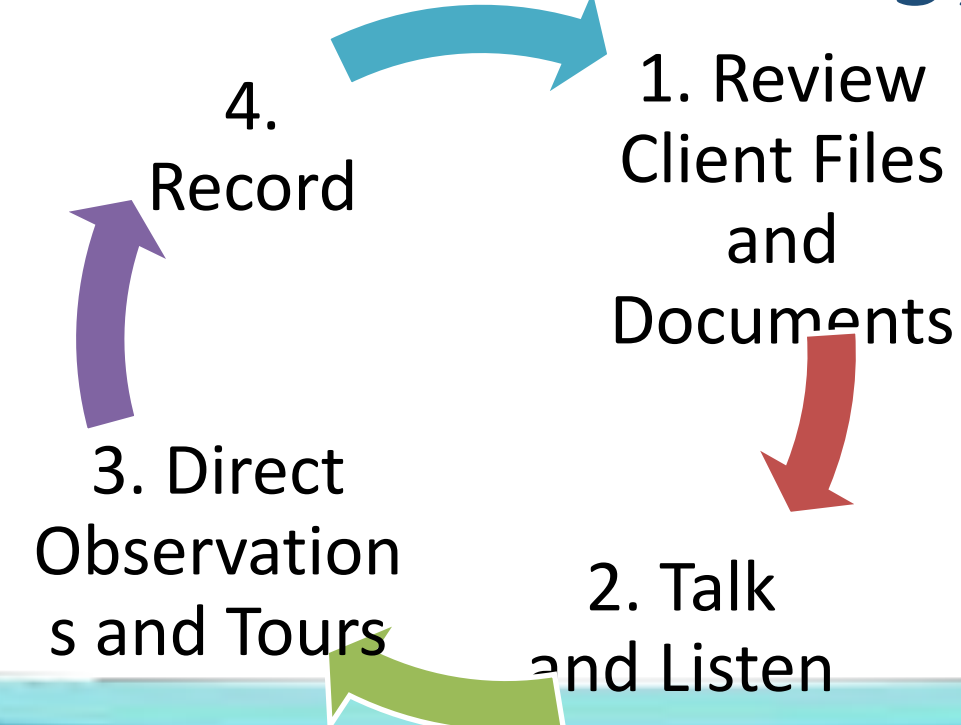 1. Review
Client Files
and
Documents
2. Talk
and Listen
3. Direct
Observation
s and Tours
4.
Record